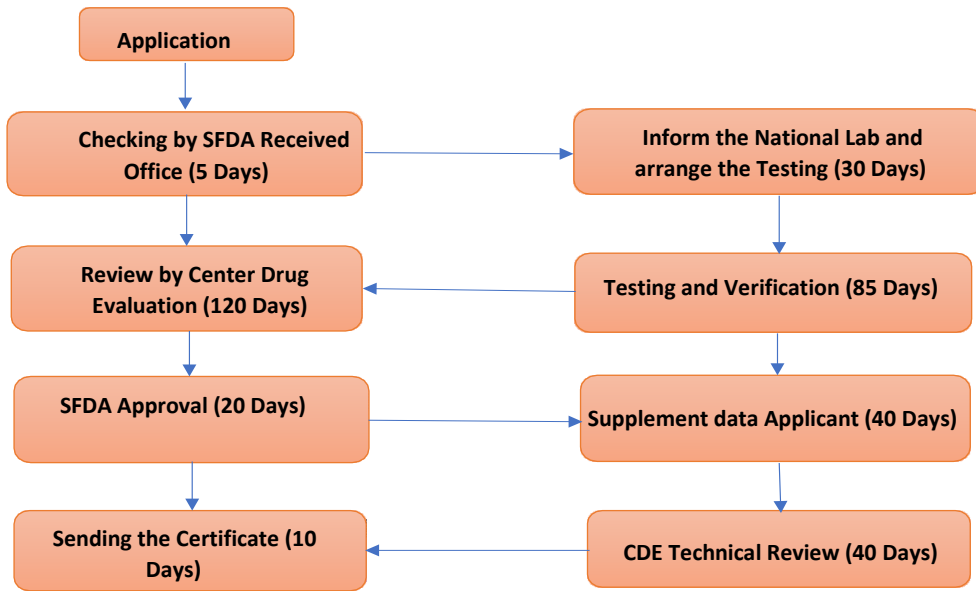 Application
Checking by SFDA Received
Office (5 Days)
Inform the National Lab and
arrange the Testing (30 Days)
Review by Center Drug
Evaluation (120 Days)
Testing and Verification (85 Days)
SFDA Approval (20 Days)
Supplement data Applicant (40 Days)
Sending the Certificate (10
Days)
CDE Technical Review (40 Days)